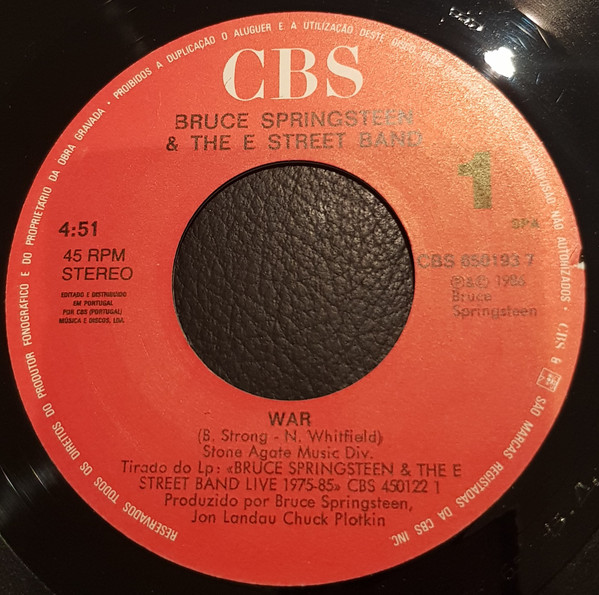 RESERVADOS TODOS OS DIREITOS DO PRODUTOR FONOGRÁFICO E DO PROPRIETARIO DA OBRA GRAVADA · PROIBIDOS A DUPLICAÇÃO O ALUGUER E A UTILIZAÇÃO DESTE DISCO NÃO AUTORIZADOS · CBS & SÃO MARCAS REGISTADAS DA CBS INC.
CBS
BRUCE SPRINGSTEEN
& THE E STREET BAND
1
SPA
4:51
45 RPM
STEREO
EDITADO E DISTRIBUIDO
EM PORTUGAL
POR CBS (PORTUGAL)
MÚSICA E DISCOS, LDA.
CBS 650193 7
℗&© 1986
Bruce
Springsteen
WAR
(B. Strong - N. Whitfield)
Stone Agate Music Div.
Tirado do Lp: «BRUCE SPRINGSTEEN & THE E
STREET BAND LIVE 1975-85» CBS 450122 1
Produzido por Bruce Springsteen,
Jon Landau Chuck Plotkin